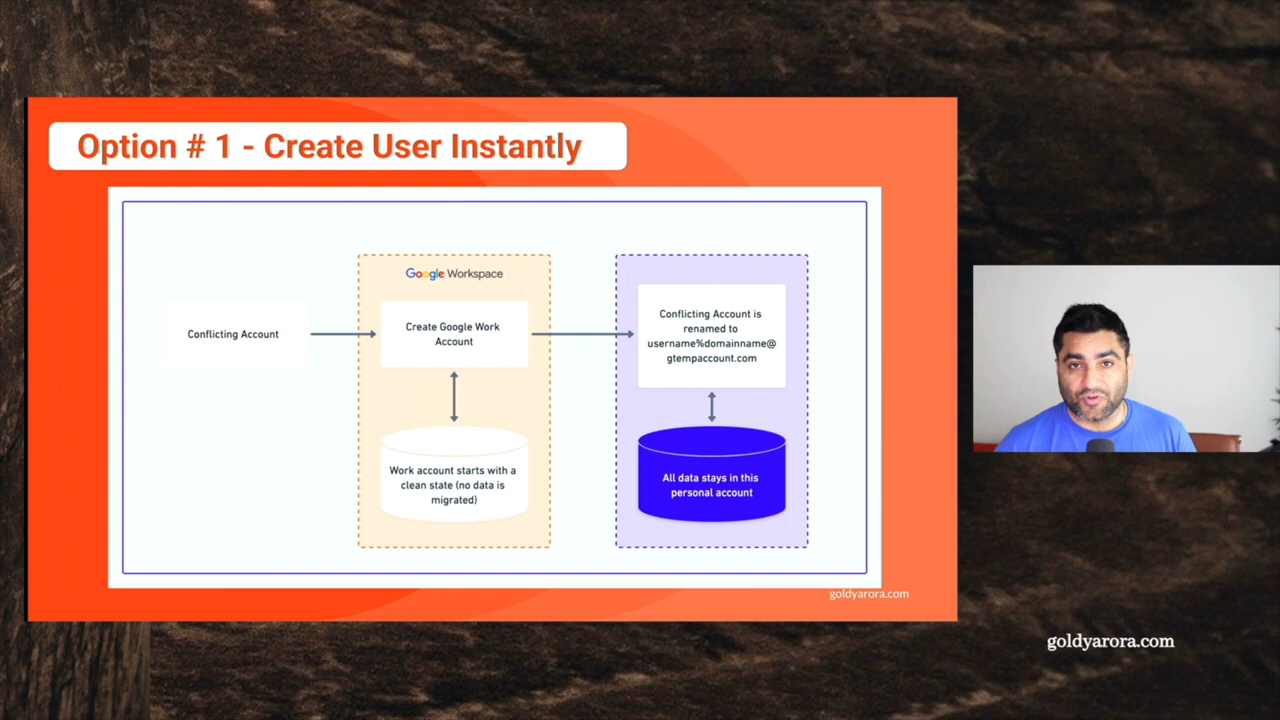 Option # 1 - Create User Instantly
Google Workspace
Conflicting Account
Create Google Work
Account
Conflicting Account is
renamed to
username%domainname@
gtempaccount.com
Work account starts with a
clean state (no data is
migrated)
All data stays in this
personal account
goldyarora.com
goldyarora.com